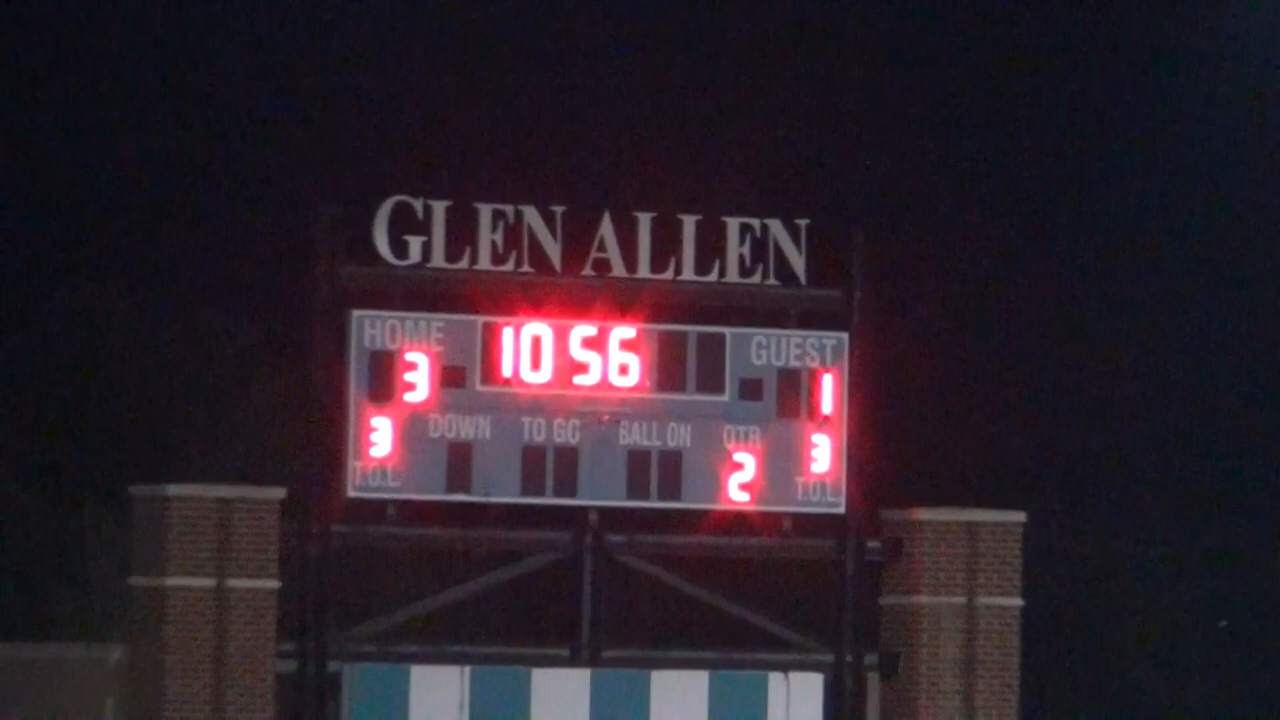 GLEN ALLEN
HOME 10 56 GUEST
3 1
DOWN TO GO BALL ON QTR
3 2 3
T.O.L. T.O.L.